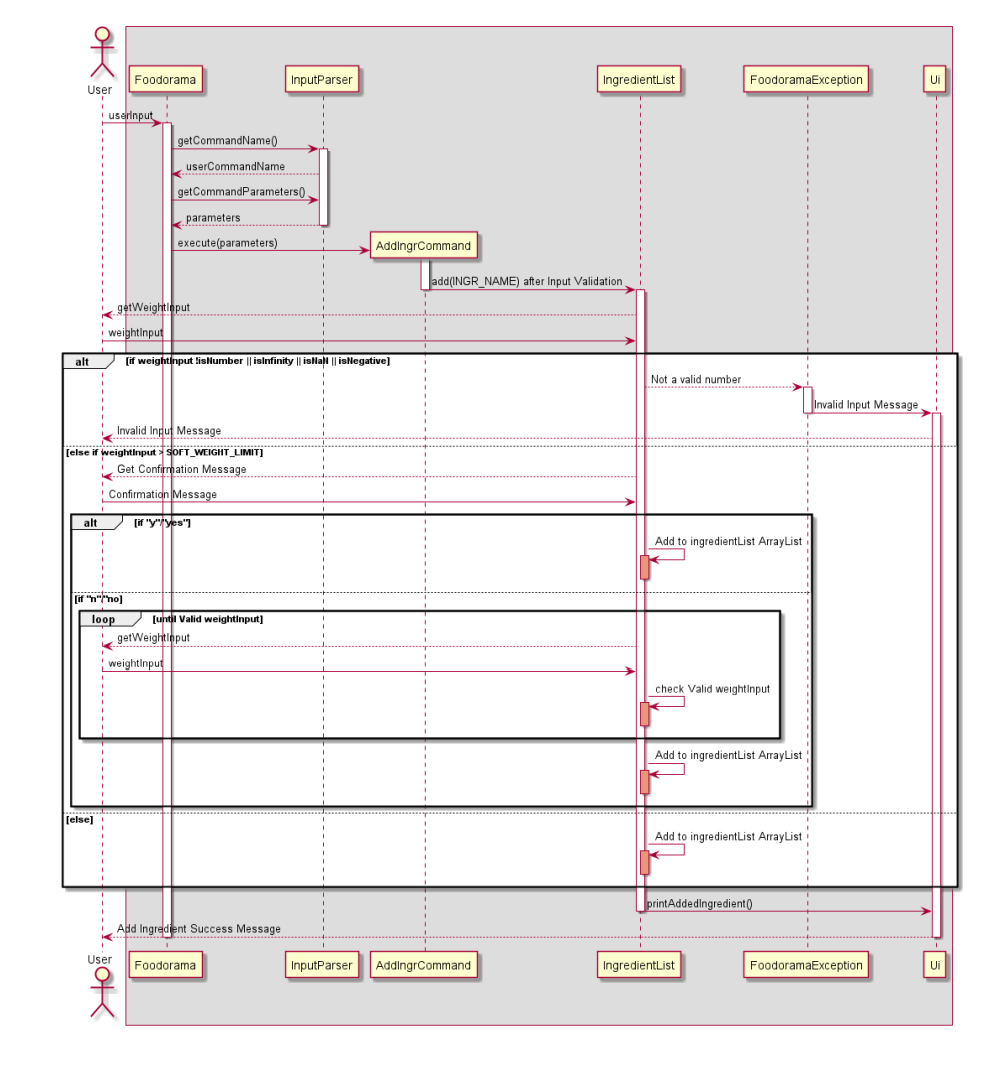 User
Foodorama
InputParser
IngredientList
FoodoramaException
Ui
userInput
getCommandName()
userCommandName
getCommandParameters()
parameters
execute(parameters)
AddIngrCommand
add(INGR_NAME) after Input Validation
getWeightInput
weightInput
alt
[if weightInput !isNumber || isInfinity || isNaN || isNegative]
Not a valid number
Invalid Input Message
Invalid Input Message
[else if weightInput > SOFT_WEIGHT_LIMIT]
Get Confirmation Message
Confirmation Message
alt
[if "y"/"yes"]
Add to ingredientList ArrayList
[if "n"/"no]
loop
[until Valid weightInput]
getWeightInput
weightInput
check Valid weightInput
Add to ingredientList ArrayList
[else]
Add to ingredientList ArrayList
printAddedIngredient()
Add Ingredient Success Message
User
Foodorama
InputParser
AddIngrCommand
IngredientList
FoodoramaException
Ui